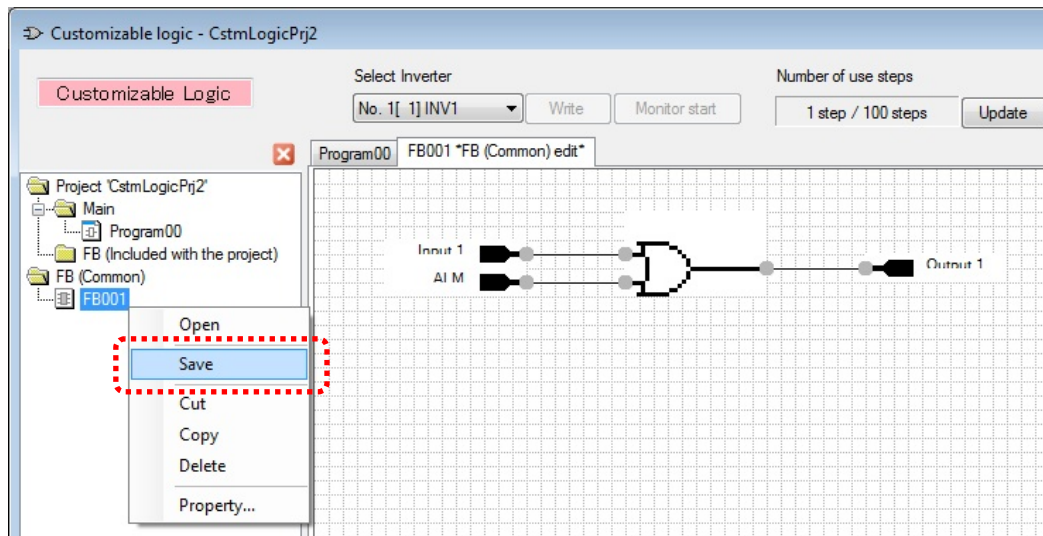 Customizable logic - CstmLogicPrj2
Customizable Logic
Select Inverter
Number of use steps
No. 1[ 1] INV1
Write
Monitor start
1 step / 100 steps
Update
Program00
FB001 *FB (Common) edit*
Project 'CstmLogicPrj2'
Main
Program00
FB (Included with the project)
FB (Common)
FB001
Open
Save
Cut
Copy
Delete
Property...
Input 1
ALM
Output 1